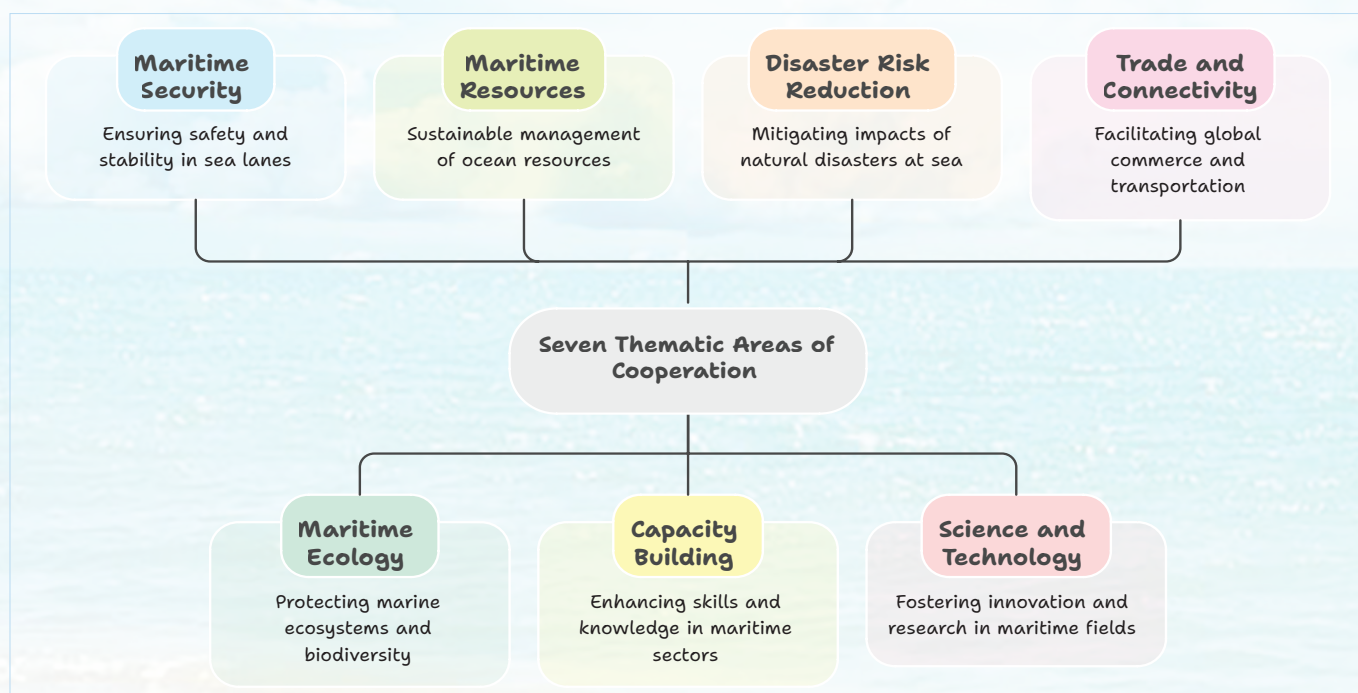 Maritime
Security
Ensuring safety and
stability in sea lanes
Maritime
Resources
Sustainable management
of ocean resources
Disaster Risk
Reduction
Mitigating impacts of
natural disasters at sea
Trade and
Connectivity
Facilitating global
commerce and
transportation
Seven Thematic Areas of
Cooperation
Maritime
Ecology
Protecting marine
ecosystems and
biodiversity
Capacity
Building
Enhancing skills and
knowledge in maritime
sectors
Science and
Technology
Fostering innovation and
research in maritime fields